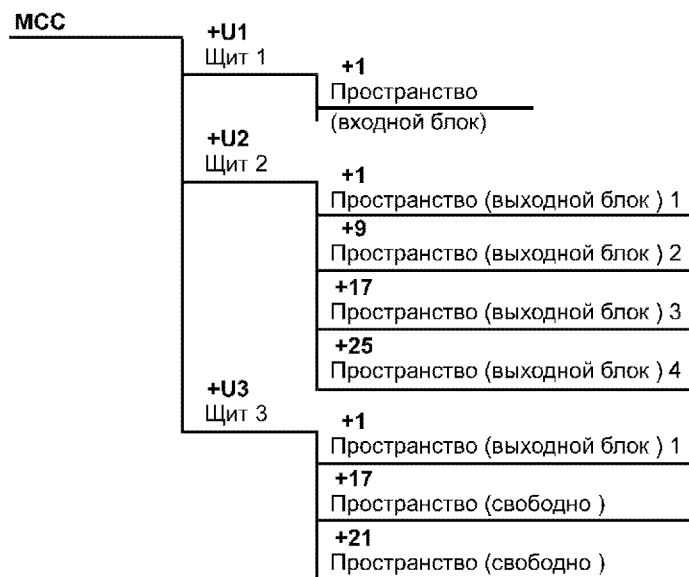 МСС
+U1
Щит 1
+1
Пространство
(входной блок)
+U2
Щит 2
+1
Пространство (выходной блок ) 1
+9
Пространство (выходной блок ) 2
+17
Пространство (выходной блок ) 3
+25
Пространство (выходной блок ) 4
+U3
Щит 3
+1
Пространство (выходной блок ) 1
+17
Пространство (свободно )
+21
Пространство (свободно )